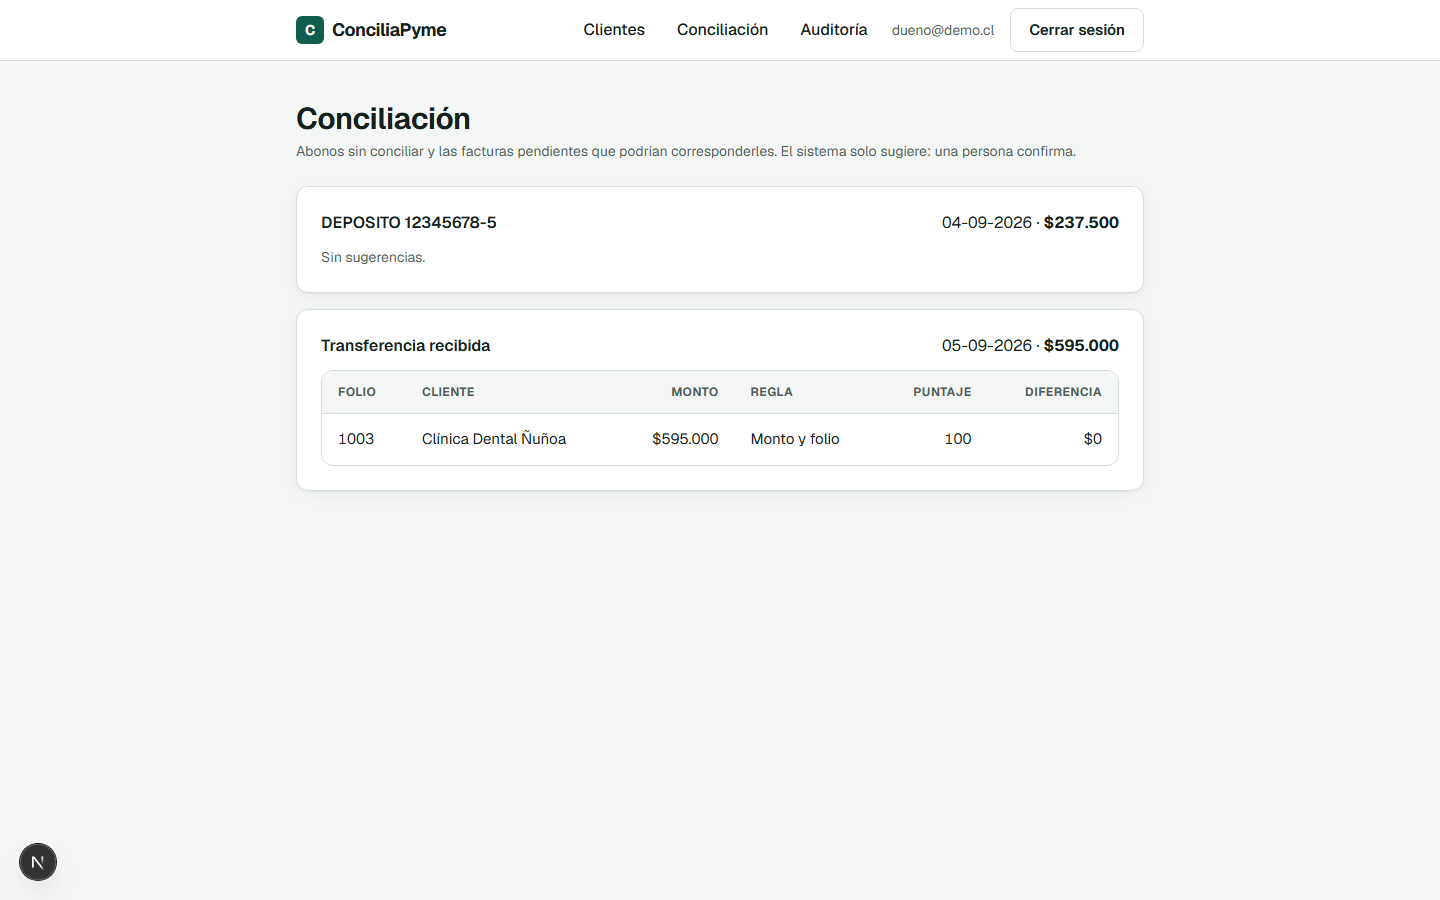 C ConciliaPyme Clientes Conciliación Auditoría dueno@demo.cl Cerrar sesión
Conciliación
Abonos sin conciliar y las facturas pendientes que podrían corresponderles. El sistema solo sugiere: una persona confirma.
DEPOSITO 12345678-5 04-09-2026 · $237.500
Sin sugerencias.
Transferencia recibida 05-09-2026 · $595.000
FOLIO CLIENTE MONTO REGLA PUNTAJE DIFERENCIA
1003 Clínica Dental Ñuñoa $595.000 Monto y folio 100 $0
N